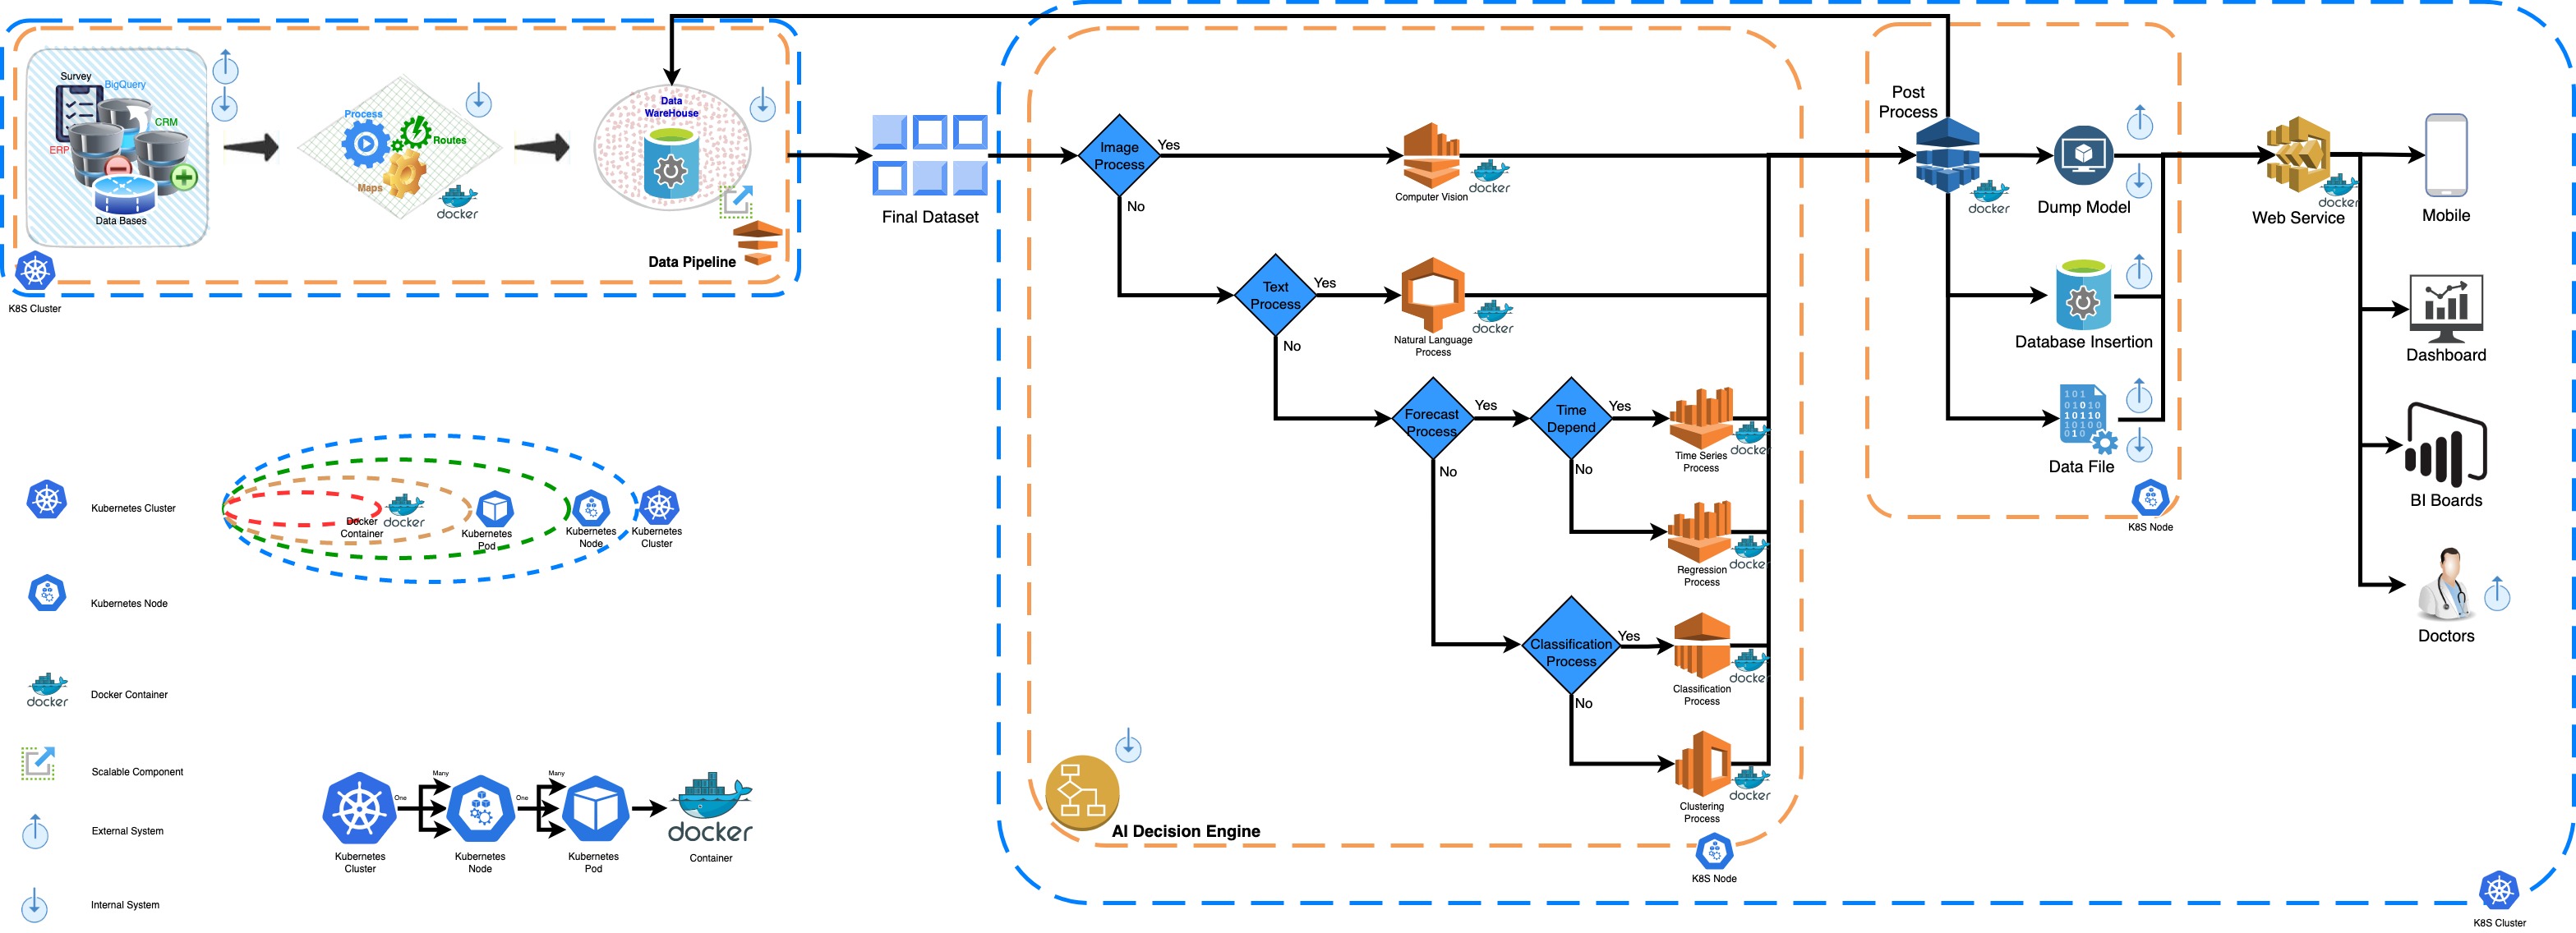 Survey
BigQuery
CRM
ERP
Data Bases
Process
Routes
Maps
docker
Data
WareHouse
Data Pipeline
K8S Cluster
Final Dataset
Image
Process
Yes
No
Computer Vision
docker
Text
Process
Yes
No
Natural Language
Process
docker
Forecast
Process
Yes
No
Time
Depend
Yes
No
Time Series
Process
docker
Regression
Process
docker
Classification
Process
Yes
No
Classification
Process
docker
Clustering
Process
docker
AI Decision Engine
K8S Node
Post
Process
docker
Dump Model
Database Insertion
101
01010
10110
10100
010
Data File
K8S Node
Web Service
docker
Mobile
Dashboard
BI Boards
Doctors
K8S Cluster
Kubernetes Cluster
Kubernetes Node
docker
Docker Container
Scalable Component
External System
Internal System
Docker
Container
docker
Kubernetes
Pod
Kubernetes
Node
Kubernetes
Cluster
One
Many
One
Many
Kubernetes
Cluster
Kubernetes
Node
Kubernetes
Pod
docker
Container